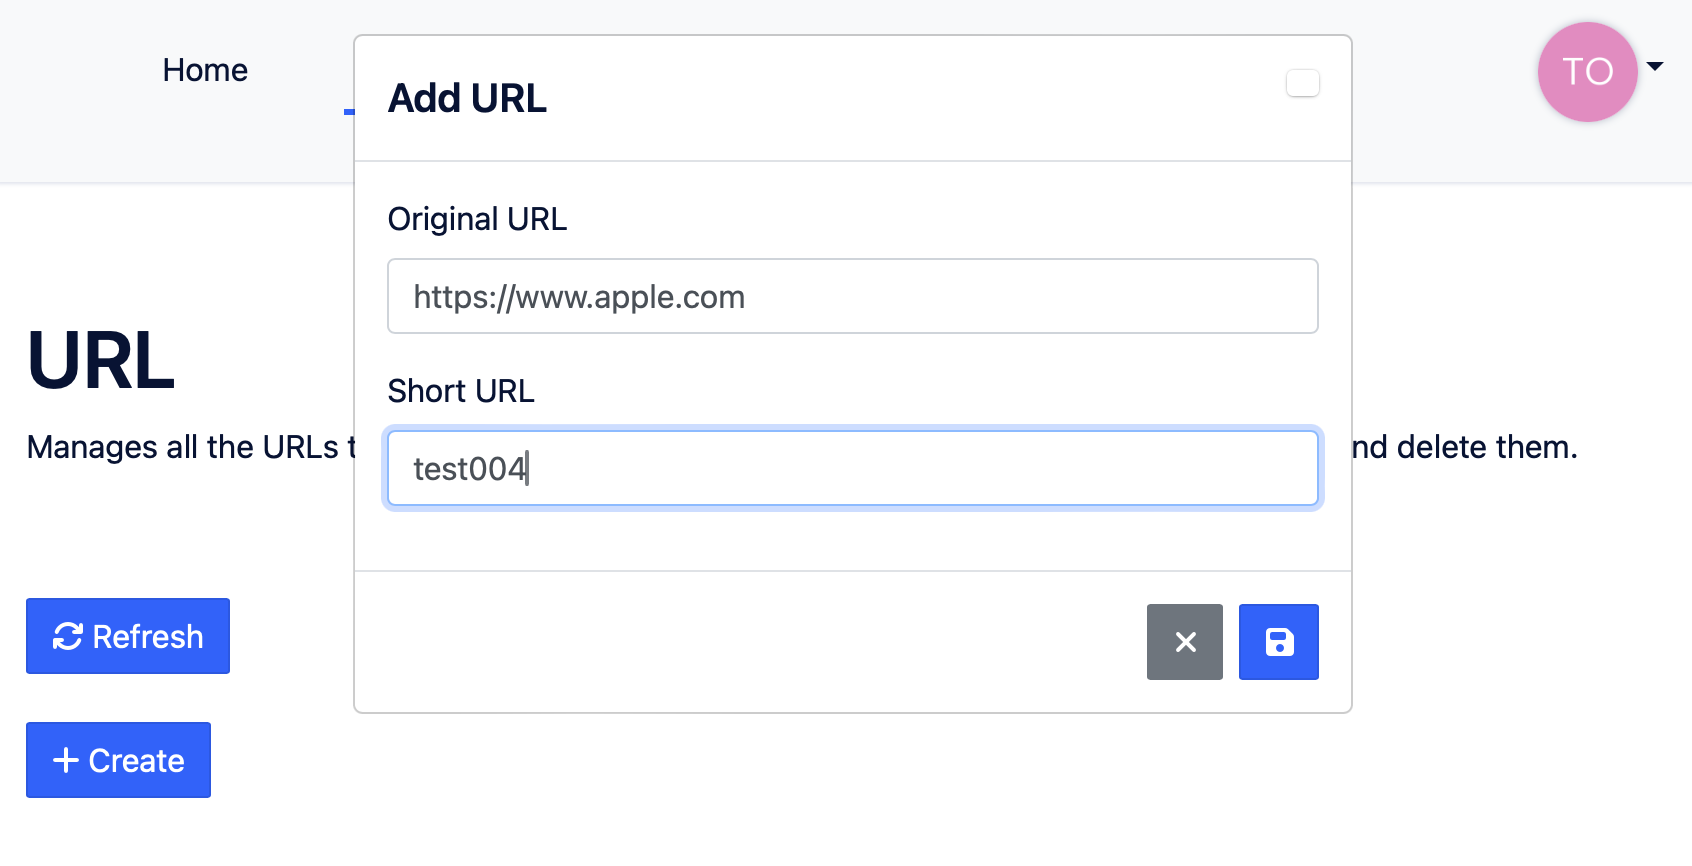 Home
TO
Add URL
Original URL
https://www.apple.com
Short URL
test004
URL
Manages all the URLs t
nd delete them.
Refresh
Create